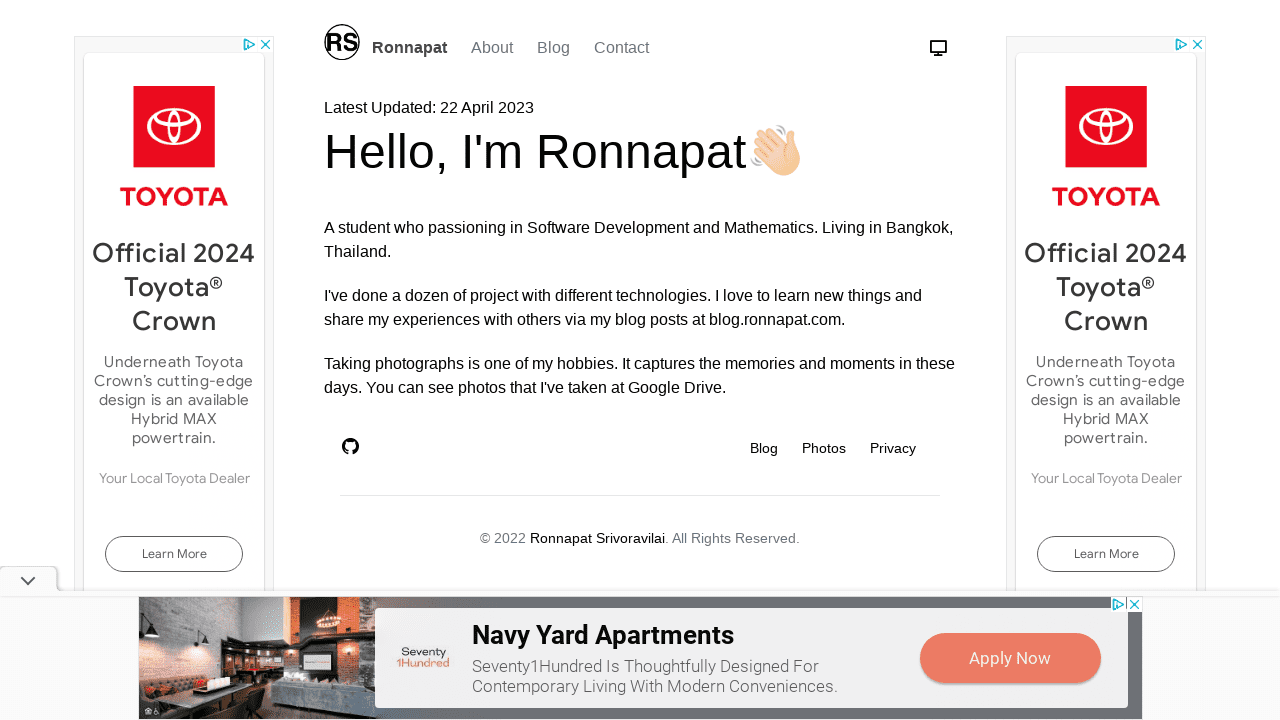 RS
Ronnapat
About
Blog
Contact
Latest Updated: 22 April 2023
Hello, I'm Ronnapat👋🏻
A student who passioning in Software Development and Mathematics. Living in Bangkok,
Thailand.
I've done a dozen of project with different technologies. I love to learn new things and
share my experiences with others via my blog posts at blog.ronnapat.com.
Taking photographs is one of my hobbies. It captures the memories and moments in these
days. You can see photos that I've taken at Google Drive.
Blog
Photos
Privacy
© 2022 Ronnapat Srivoravilai. All Rights Reserved.
TOYOTA
Official 2024
Toyota®
Crown
Underneath Toyota
Crown's cutting-edge
design is an available
Hybrid MAX
powertrain.
Your Local Toyota Dealer
Learn More
TOYOTA
Official 2024
Toyota®
Crown
Underneath Toyota
Crown's cutting-edge
design is an available
Hybrid MAX
powertrain.
Your Local Toyota Dealer
Learn More
Seventy
1Hundred
Navy Yard Apartments
Seventy1Hundred Is Thoughtfully Designed For
Contemporary Living With Modern Conveniences.
Apply Now